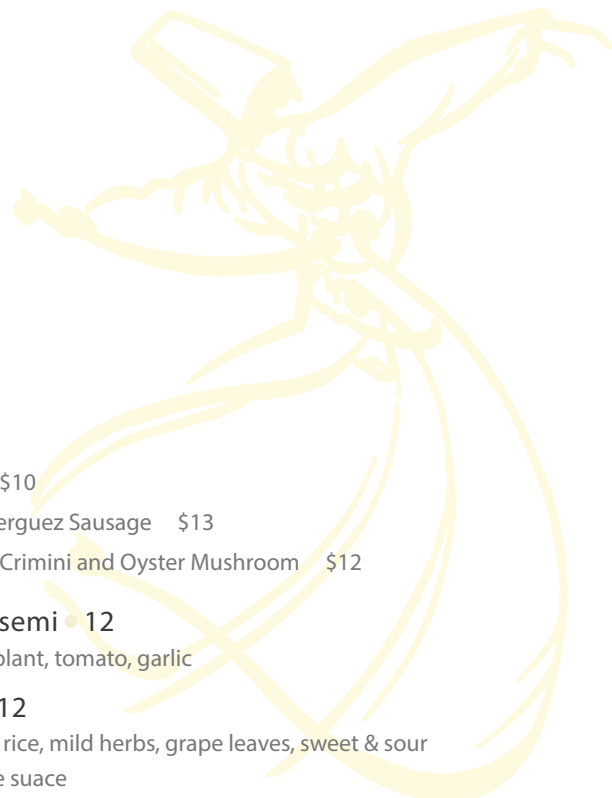 $10
erguez Sausage $13
Crimini and Oyster Mushroom $12
semi • 12
plant, tomato, garlic
12
rice, mild herbs, grape leaves, sweet & sour
e suace